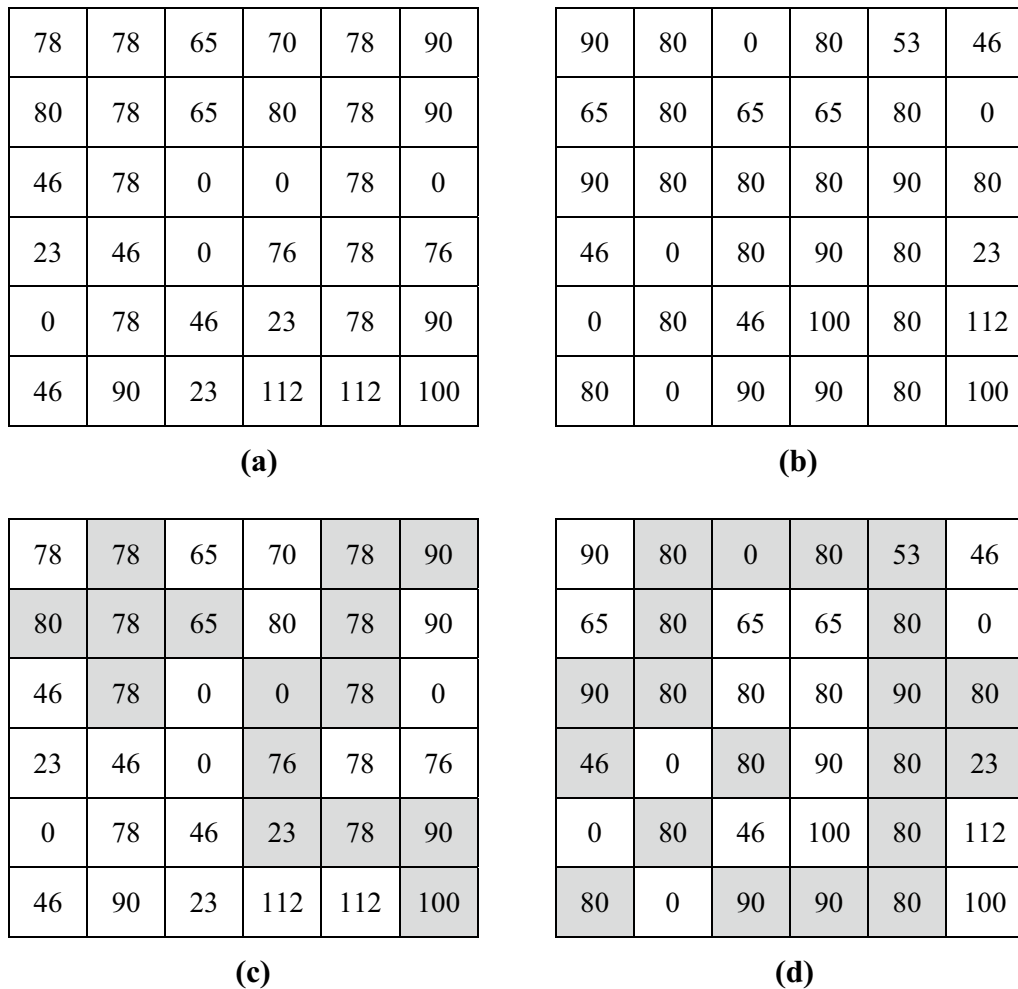 78 78 65 70 78 90
80 78 65 80 78 90
46 78 0 0 78 0
23 46 0 76 78 76
0 78 46 23 78 90
46 90 23 112 112 100
(a)
90 80 0 80 53 46
65 80 65 65 80 0
90 80 80 80 90 80
46 0 80 90 80 23
0 80 46 100 80 112
80 0 90 90 80 100
(b)
78 78 65 70 78 90
80 78 65 80 78 90
46 78 0 0 78 0
23 46 0 76 78 76
0 78 46 23 78 90
46 90 23 112 112 100
(c)
90 80 0 80 53 46
65 80 65 65 80 0
90 80 80 80 90 80
46 0 80 90 80 23
0 80 46 100 80 112
80 0 90 90 80 100
(d)